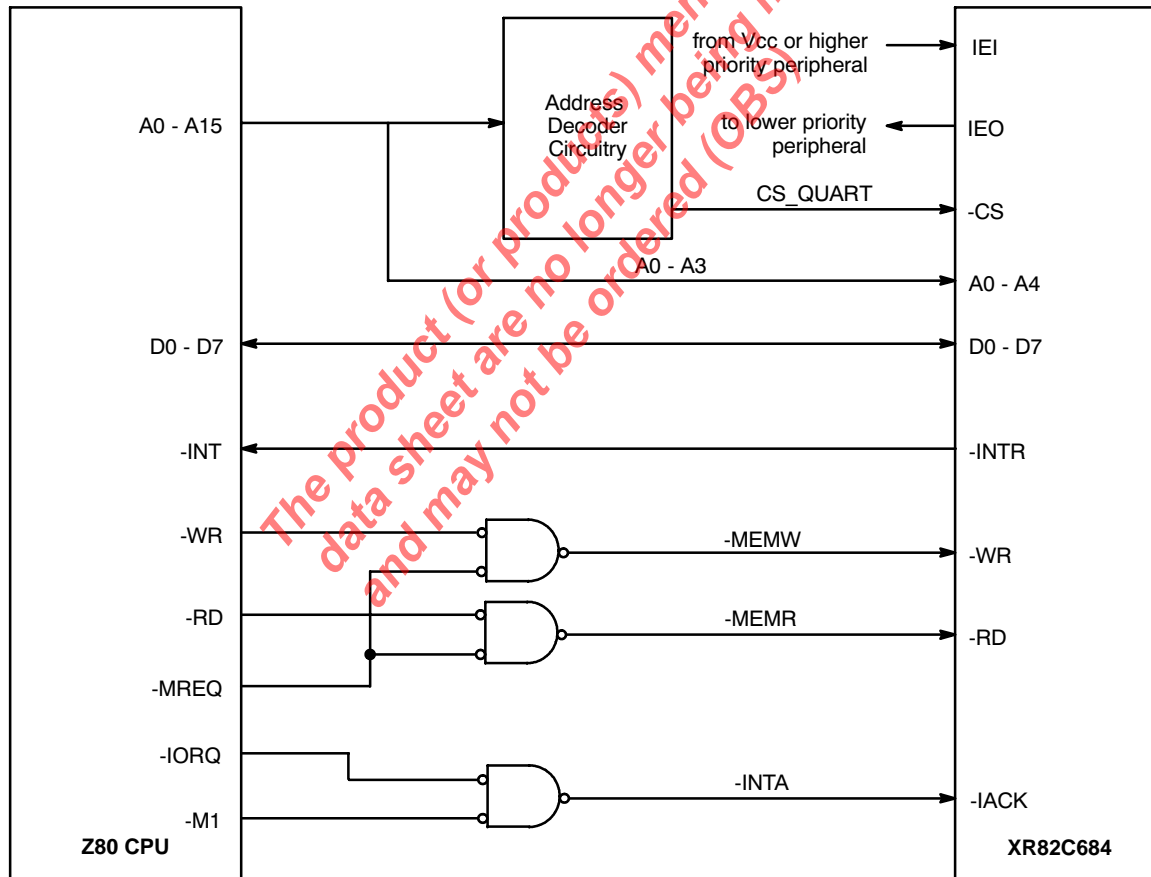 from Vcc or higher
priority peripheral
IEI
Address
Decoder
Circuitry
A0 - A15
to lower priority
peripheral
IEO
CS_QUART
-CS
A0 - A3
A0 - A4
D0 - D7
D0 - D7
-INT
-INTR
-WR
-MEMW
-WR
-RD
-MEMR
-RD
-MREQ
-IORQ
-INTA
-IACK
-M1
Z80 CPU
XR82C684
The product (or products)
data sheet are no longer being
and may not be ordered (OBS)